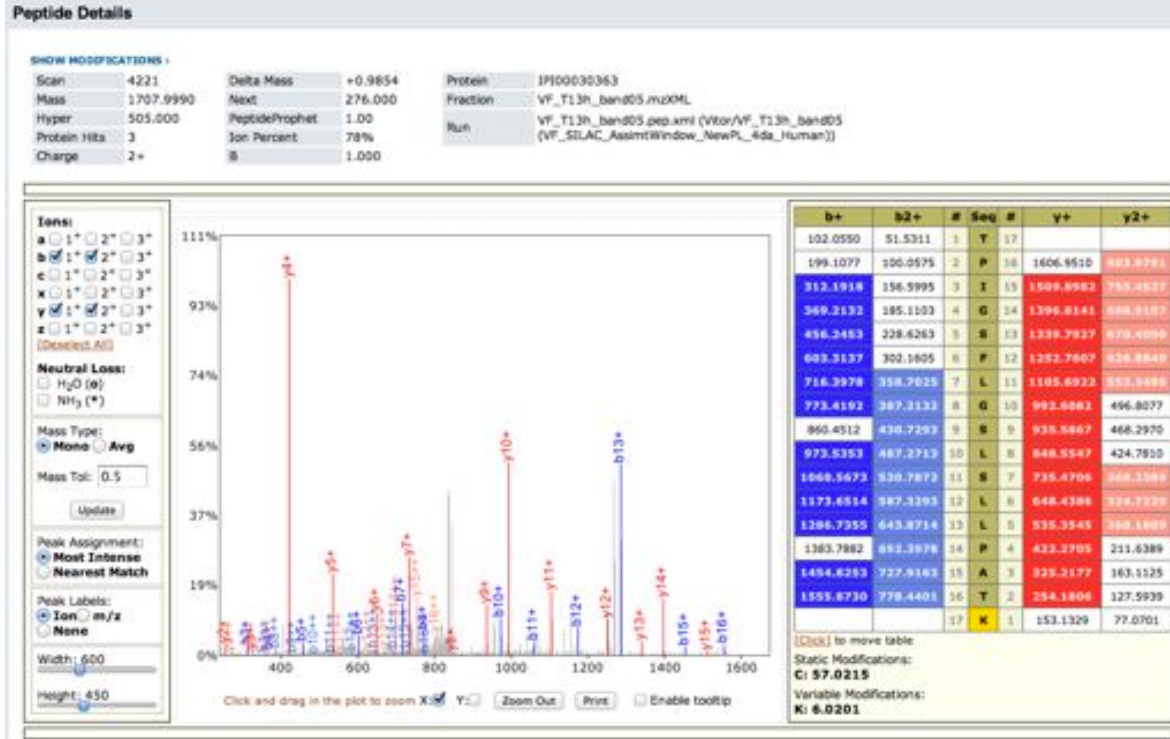 Peptide Details
SHOW MODIFICATIONS :
Scan 4221 Delta Mass +0.9854 Protein IPI00030363
Mass 1707.9990 Next 276.000 Fraction VF_T13h_band05.mzXML
Hyper 505.000 PeptideProphet 1.00 Run VF_T13h_band05.pep.xml (Vitor/VF_T13h_band05
(VF_SILAC_AssimtWindow_NewPL_4da_Human))
Protein Hits 3 Ion Percent 78%
Charge 2+ B 1.000
Ions:
a 1+ 2+ 3+
b 1+ 2+ 3+
c 1+ 2+ 3+
x 1+ 2+ 3+
y 1+ 2+ 3+
z 1+ 2+ 3+
[Deselect All]
Neutral Loss:
H2O (o)
NH3 (*)
Mass Type:
Mono Avg
Mass Tol: 0.5
Update
Peak Assignment:
Most Intense
Nearest Match
Peak Labels:
Ion m/z
None
Width: 600
Height: 450
111%
93%
74%
56%
37%
19%
0%
y4+
y10+
b13+
y7+
y5+
y11+
y14+
y9+
b10+
y12+
b12+
y13+
b11+
b15+
y15+
b16+
400 600 800 1000 1200 1400 1600
Click and drag in the plot to zoom X: Y: Zoom Out Print Enable tooltip
b+ b2+ # Seq # y+ y2+
102.0550 51.5311 1 T 17
199.1077 100.0575 2 P 16 1606.9510
312.1918 156.5995 3 I 15 1509.8982 755.4527
369.2132 185.1103 4 G 14 1396.8141
456.2453 228.6263 5 S 13 1339.7927 670.4000
603.3137 302.1605 6 F 12 1252.7607 626.8840
716.3978 358.7025 7 L 11 1105.6922
773.4192 387.2132 8 G 10 992.6082 496.8077
860.4512 430.7293 9 S 9 935.5867 468.2970
973.5353 487.2713 10 L 8 848.5547 424.7810
1060.5673 530.7873 11 S 7 735.4706
1173.6514 587.3293 12 L 6 648.4386
1286.7355 643.8714 13 L 5 535.3545
1383.7882 692.3978 14 P 4 422.2705 211.6389
1454.8253 727.9163 15 A 3 325.2177 163.1125
1555.8730 778.4401 16 T 2 254.1806 127.5939
17 K 1 153.1329 77.0701
[Click] to move table
Static Modifications:
C: 57.0215
Variable Modifications:
K: 6.0201